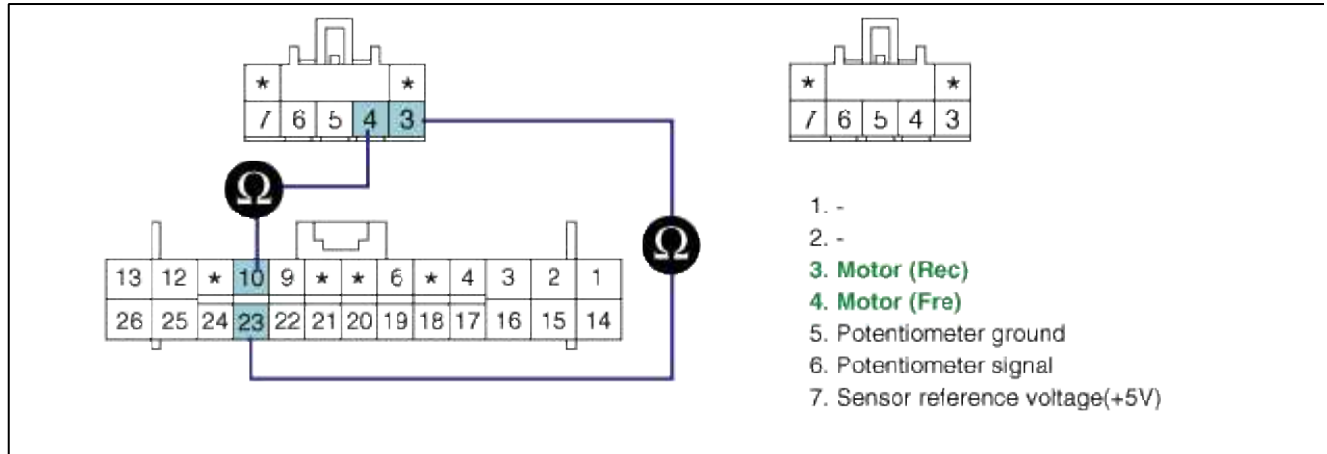 * *
7 6 5 4 3
Ω
Ω
13 12 * 10 9 * * 6 * 4 3 2 1
26 25 24 23 22 21 20 19 18 17 16 15 14
* *
7 6 5 4 3
1. -
2. -
3. Motor (Rec)
4. Motor (Fre)
5. Potentiometer ground
6. Potentiometer signal
7. Sensor reference voltage(+5V)